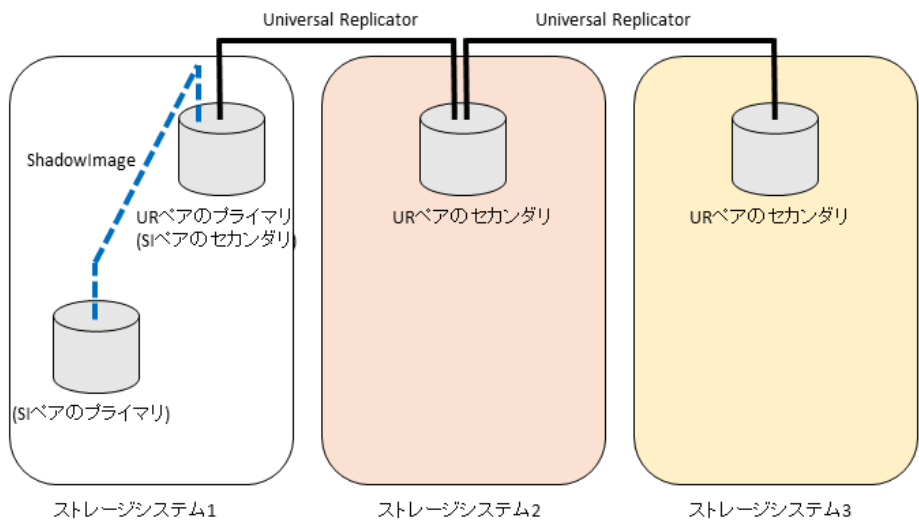 Universal Replicator
Universal Replicator
ShadowImage
URペアのプライマリ
(SIペアのセカンダリ)
URペアのセカンダリ
URペアのセカンダリ
(SIペアのプライマリ)
ストレージシステム1
ストレージシステム2
ストレージシステム3